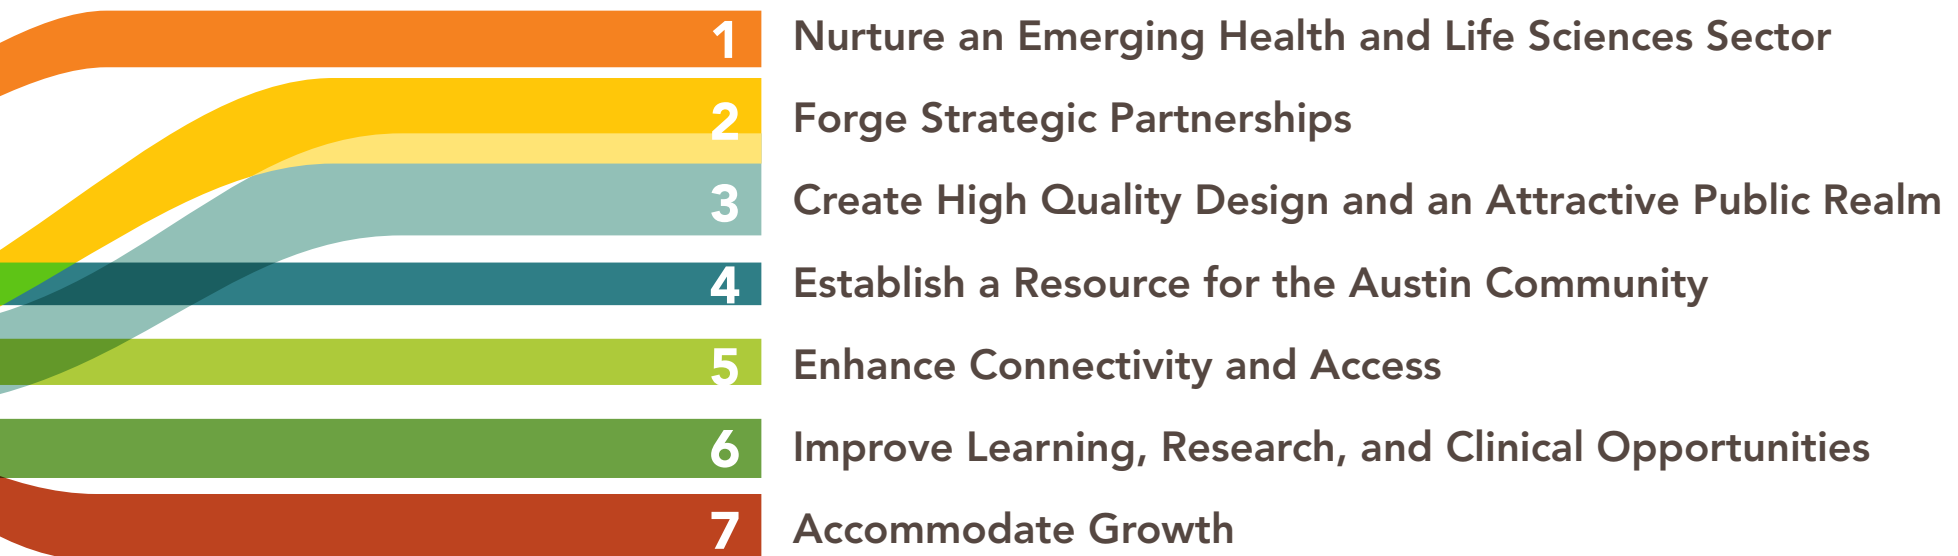 1 Nurture an Emerging Health and Life Sciences Sector
2 Forge Strategic Partnerships
3 Create High Quality Design and an Attractive Public Realm
4 Establish a Resource for the Austin Community
5 Enhance Connectivity and Access
6 Improve Learning, Research, and Clinical Opportunities
7 Accommodate Growth